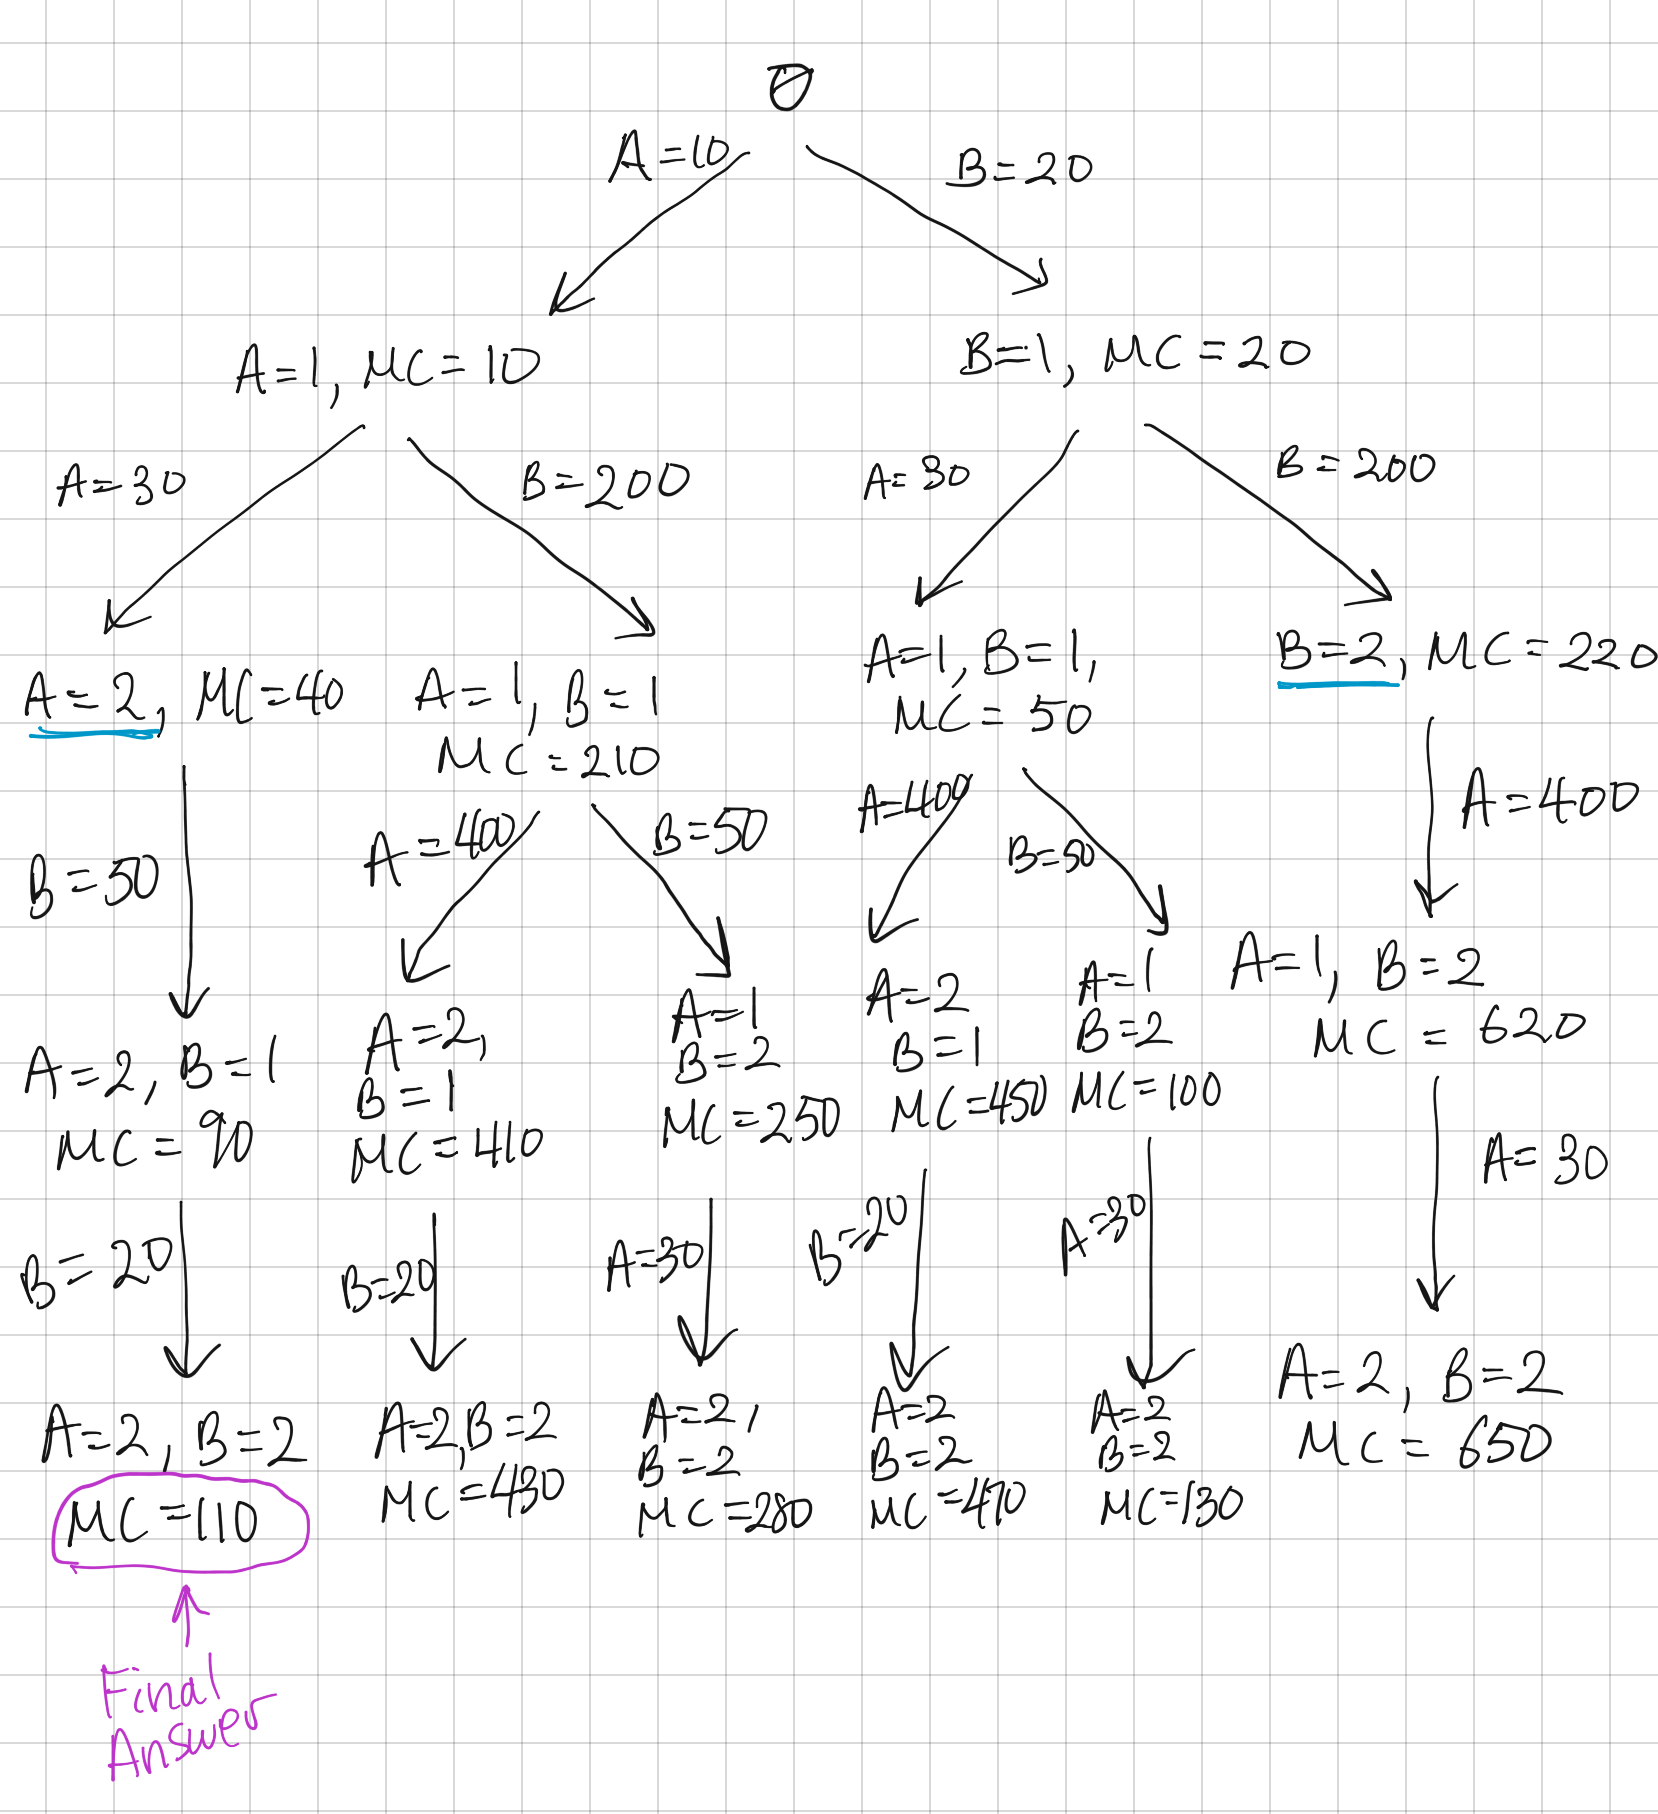 0
A=10
B=20
A=1, MC=10
B=1, MC=20
A=30
B=200
A=30
B=200
A=2, MC=40
A=1, B=1
MC=210
A=1, B=1,
MC=50
B=2, MC=220
B=50
A=400
B=50
A=400
B=50
A=400
A=2, B=1
MC=90
A=2,
B=1
MC=410
A=1
B=2
MC=250
A=2
B=1
MC=450
A=1
B=2
MC=100
A=1, B=2
MC=620
B=20
B=20
A=30
B=20
A=30
A=30
A=2, B=2
MC=110
A=2, B=2
MC=430
A=2,
B=2
MC=280
A=2
B=2
MC=470
A=2
B=2
MC=130
A=2, B=2
MC=650
Final
Answer